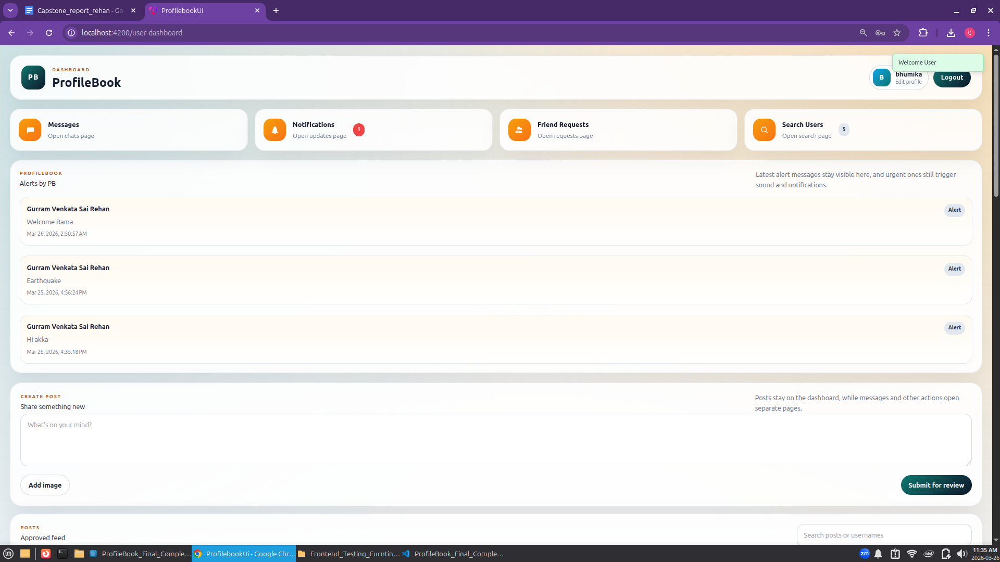 Capstone_report_rehan - Go
ProfilebookUi
localhost:4200/user-dashboard
G
PB
DASHBOARD
ProfileBook
Welcome User
B
bhumika
Edit profile
Logout
Messages
Open chats page
Notifications
Open updates page
1
Friend Requests
Open requests page
Search Users
Open search page
5
PROFILEBOOK
Alerts by PB
Latest alert messages stay visible here, and urgent ones still trigger
sound and notifications.
Gurram Venkata Sai Rehan
Alert
Welcome Rama
Mar 26, 2026, 2:50:57 AM
Gurram Venkata Sai Rehan
Alert
Earthquake
Mar 25, 2026, 4:56:24 PM
Gurram Venkata Sai Rehan
Alert
Hi akka
Mar 25, 2026, 4:35:18 PM
CREATE POST
Share something new
Posts stay on the dashboard, while messages and other actions open
separate pages.
What's on your mind?
Add image
Submit for review
POSTS
Approved feed
Search posts or usernames
ProfileBook_Final_Comple...
ProfilebookUi - Google Chr...
Frontend_Testing_Fucntin...
ProfileBook_Final_Comple...
zm
intel
11:35 AM
2026-03-26